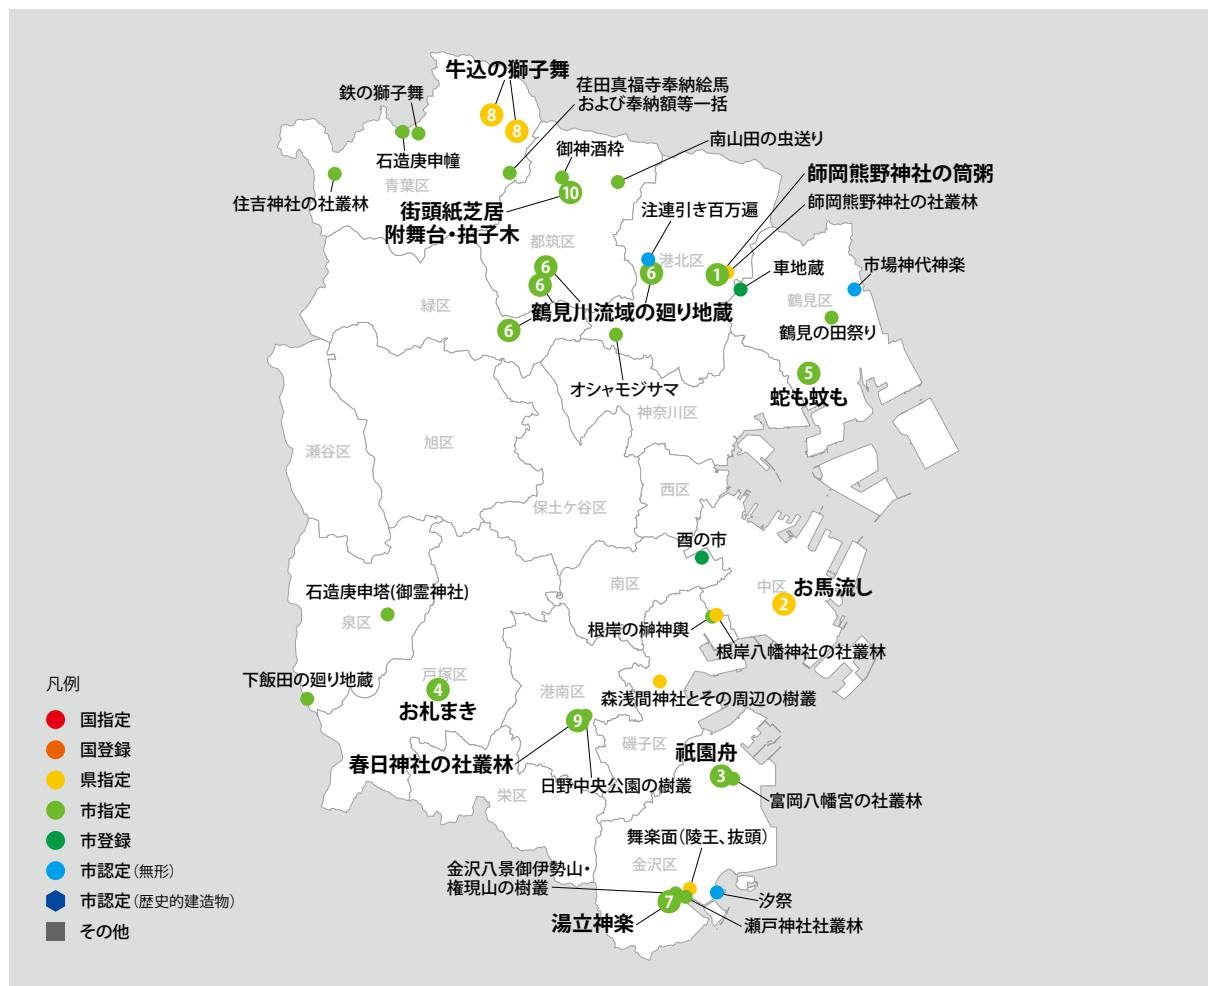 牛込の獅子舞
鉄の獅子舞
荏田真福寺奉納絵馬
および奉納額等一括
8
8
御神酒枠
南山田の虫送り
石造庚申幢
青葉区
師岡熊野神社の筒粥
10
住吉神社の社叢林
師岡熊野神社の社叢林
街頭紙芝居
附舞台・拍子木
注連引き百万遍
都筑区
港北区
車地蔵
市場神代神楽
6
6
1
6
緑区
鶴見区
鶴見川流域の廻り地蔵
6
鶴見の田祭り
5
オシャモジサマ
蛇も蚊も
神奈川区
瀬谷区
旭区
西区
保土ケ谷区
酉の市
南区
中区
お馬流し
2
石造庚申塔(御霊神社)
泉区
根岸の榊神輿
根岸八幡神社の社叢林
下飯田の廻り地蔵
戸塚区
4
港南区
森浅間神社とその周辺の樹叢
お札まき
9
磯子区
祇園舟
春日神社の社叢林
3
日野中央公園の樹叢
栄区
富岡八幡宮の社叢林
舞楽面(陵王、抜頭)
金沢区
金沢八景御伊勢山・
権現山の樹叢
7
汐祭
湯立神楽
瀬戸神社社叢林
凡例
国指定
国登録
県指定
市指定
市登録
市認定(無形)
市認定(歴史的建造物)
その他